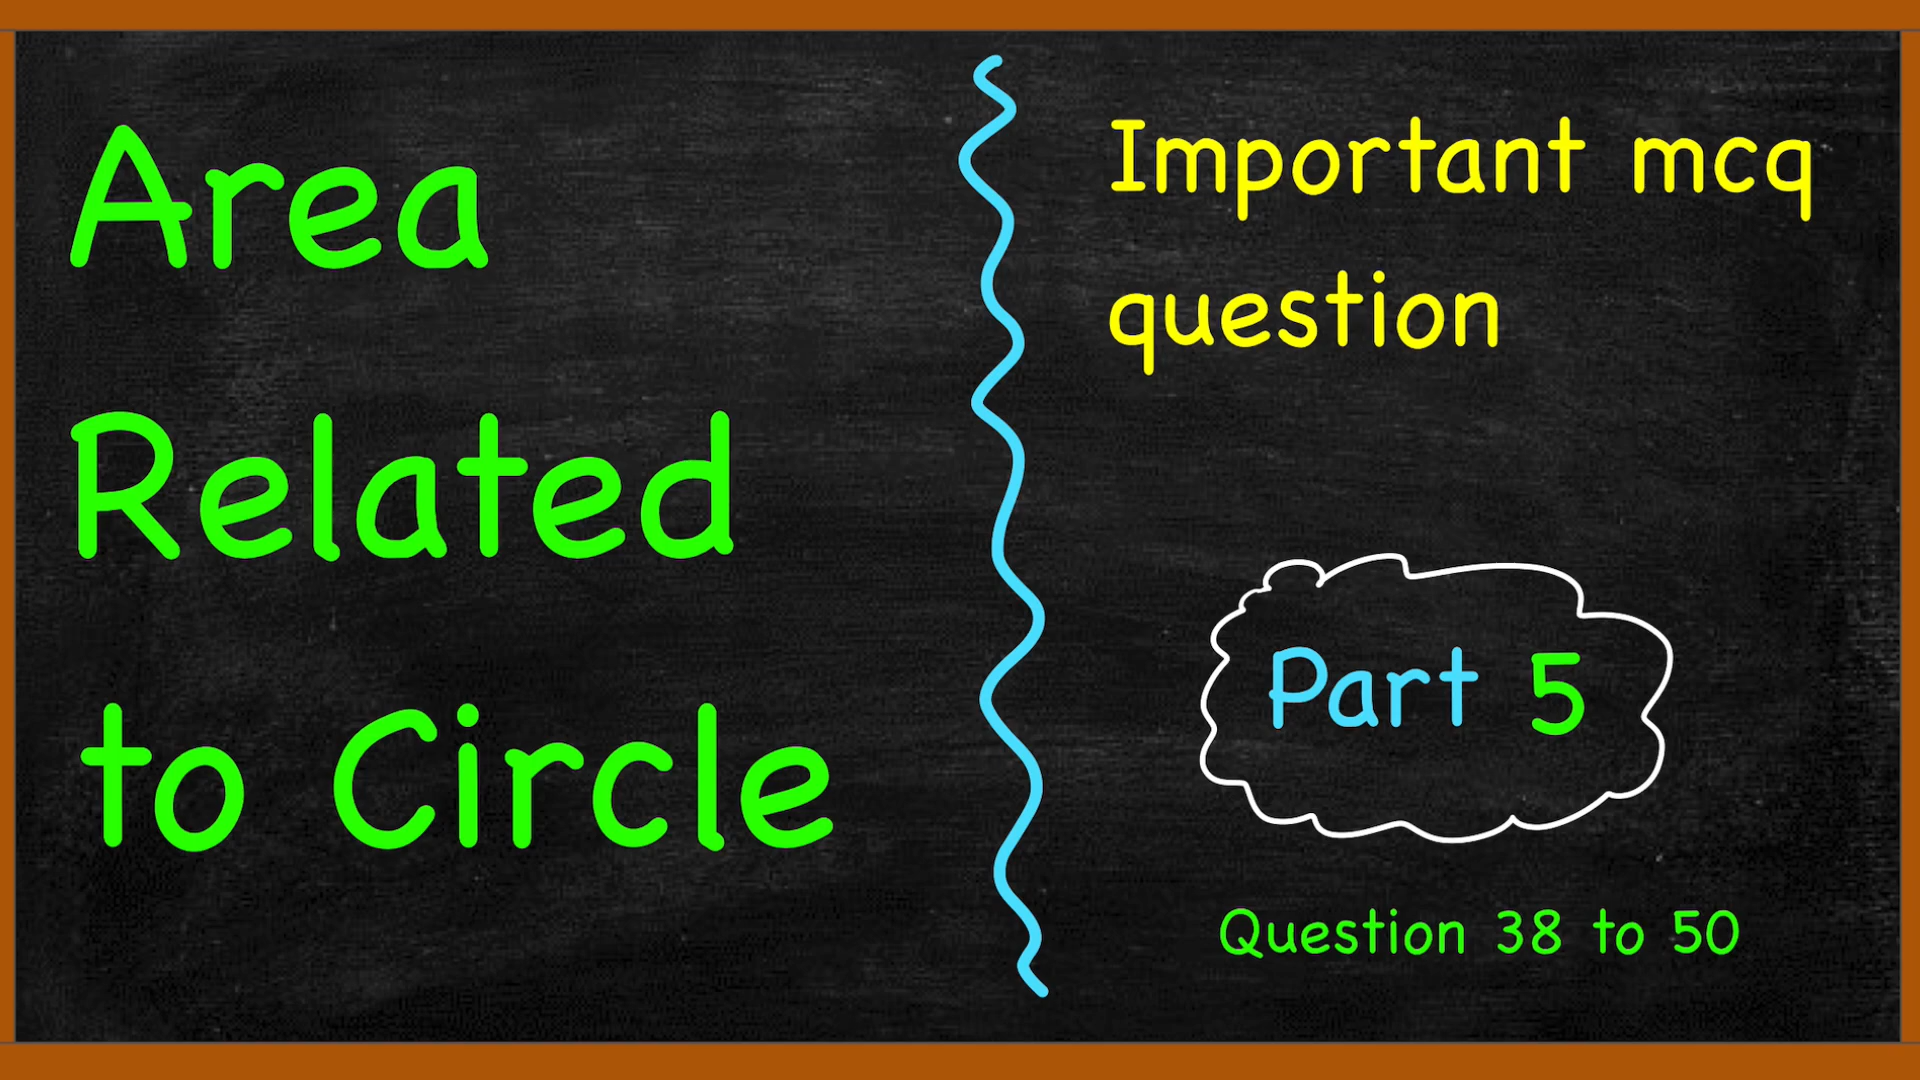 Area
Related
to Circle
Important mcq
question
Part 5
Question 38 to 50